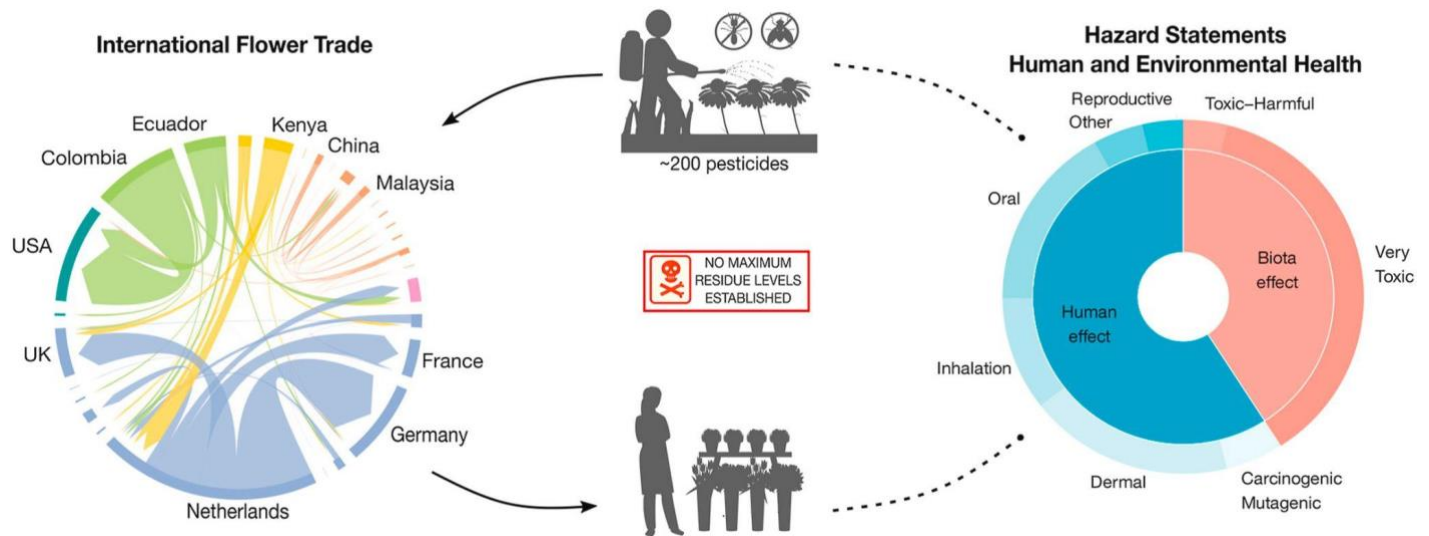 International Flower Trade
Ecuador
Kenya
China
Colombia
Malaysia
USA
UK
France
Germany
Netherlands
~200 pesticides
NO MAXIMUM
RESIDUE LEVELS
ESTABLISHED
Hazard Statements
Human and Environmental Health
Reproductive
Other
Toxic–Harmful
Oral
Very
Toxic
Biota
effect
Human
effect
Inhalation
Dermal
Carcinogenic
Mutagenic